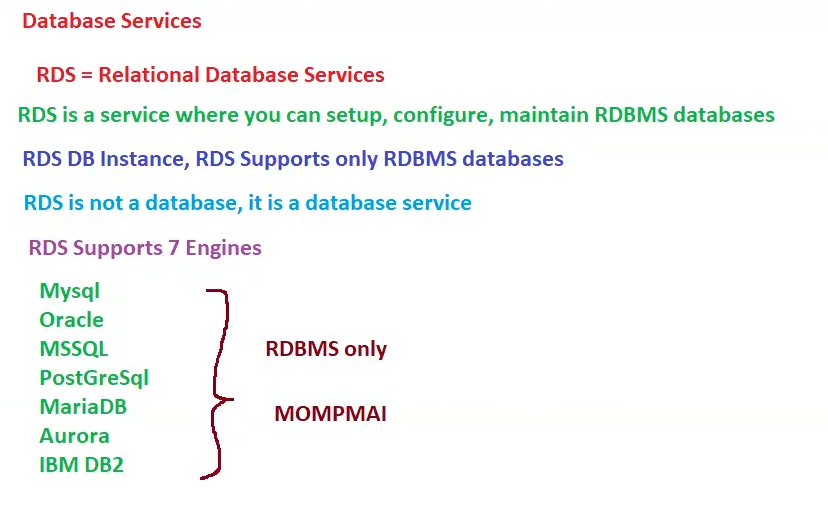 Database Services
RDS = Relational Database Services
RDS is a service where you can setup, configure, maintain RDBMS databases
RDS DB Instance, RDS Supports only RDBMS databases
RDS is not a database, it is a database service
RDS Supports 7 Engines
Mysql
Oracle
MSSQL
PostGreSql
MariaDB
Aurora
IBM DB2
RDBMS only
MOMPMAI